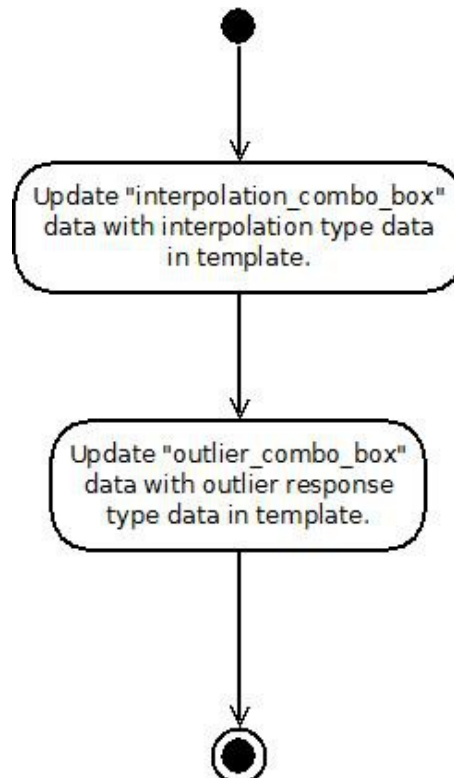 Update "interpolation_combo_box"
data with interpolation type data
in template.
Update "outlier_combo_box"
data with outlier response
type data in template.